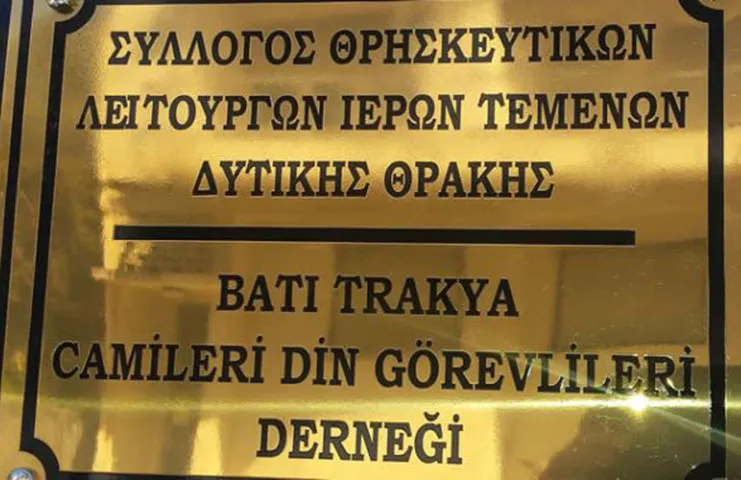 ΣΥΛΛΟΓΟΣ ΘΡΗΣΚΕΥΤΙΚΩΝ
ΛΕΙΤΟΥΡΓΩΝ ΙΕΡΩΝ ΤΕΜΕΝΩΝ
ΔΥΤΙΚΗΣ ΘΡΑΚΗΣ
BATI TRAKYA
CAMİLERİ DİN GÖREVLİLERİ
DERNEĞİ